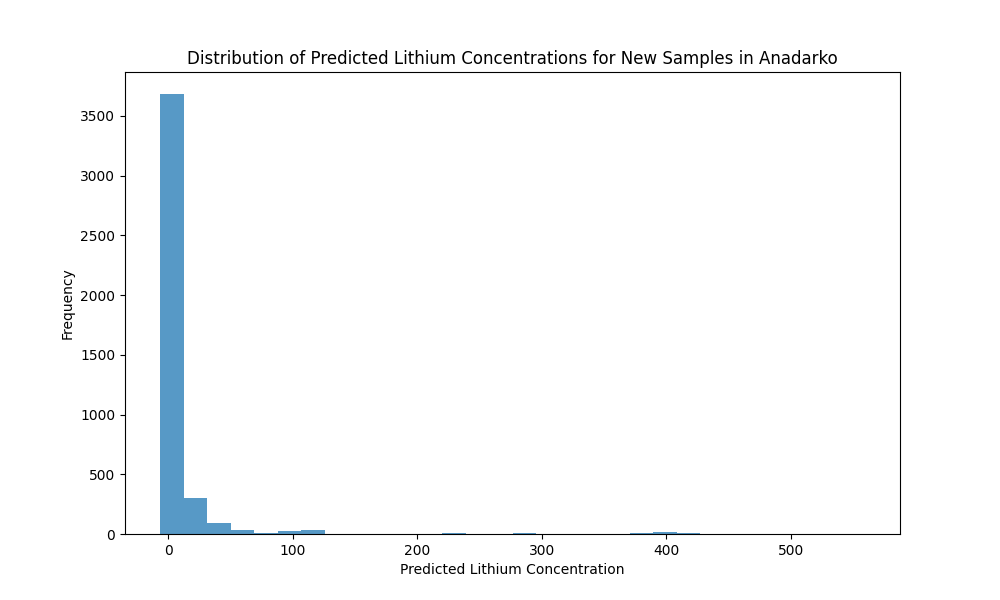 Distribution of Predicted Lithium Concentrations for New Samples in Anadarko
3500
3000
2500
2000
1500
1000
500
0
Frequency
0 100 200 300 400 500
Predicted Lithium Concentration